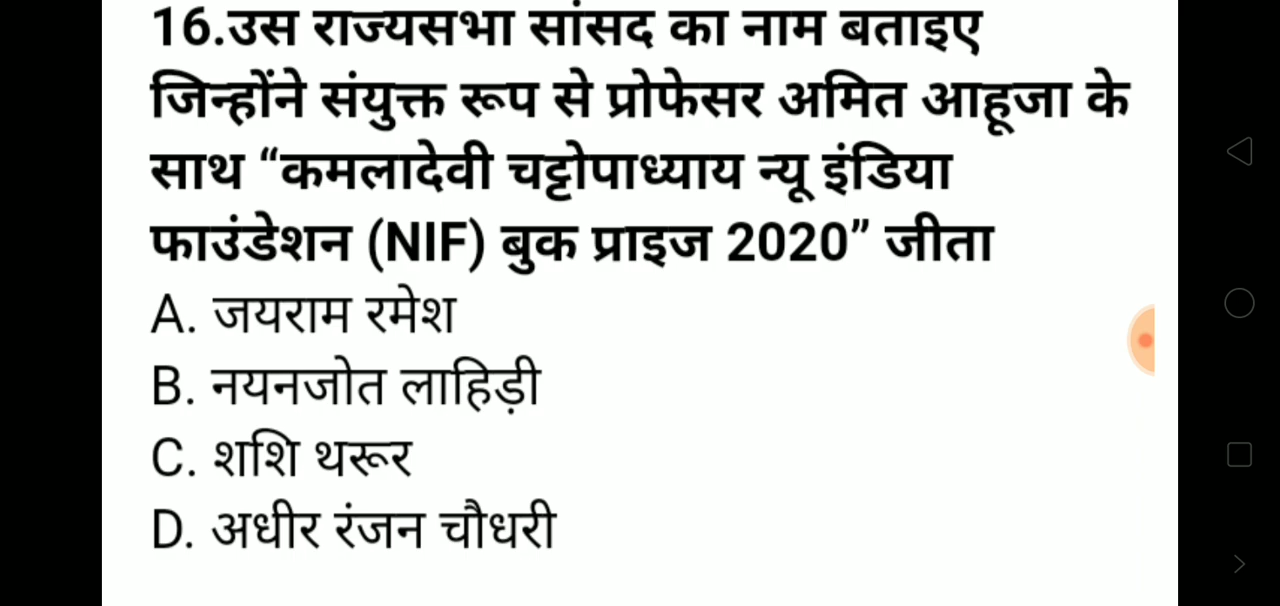 16.उस राज्यसभा सांसद का नाम बताइए
जिन्होंने संयुक्त रूप से प्रोफेसर अमित आहूजा के
साथ “कमलादेवी चट्टोपाध्याय न्यू इंडिया
फाउंडेशन (NIF) बुक प्राइज 2020” जीता
A. जयराम रमेश
B. नयनजोत लाहिड़ी
C. शशि थरूर
D. अधीर रंजन चौधरी